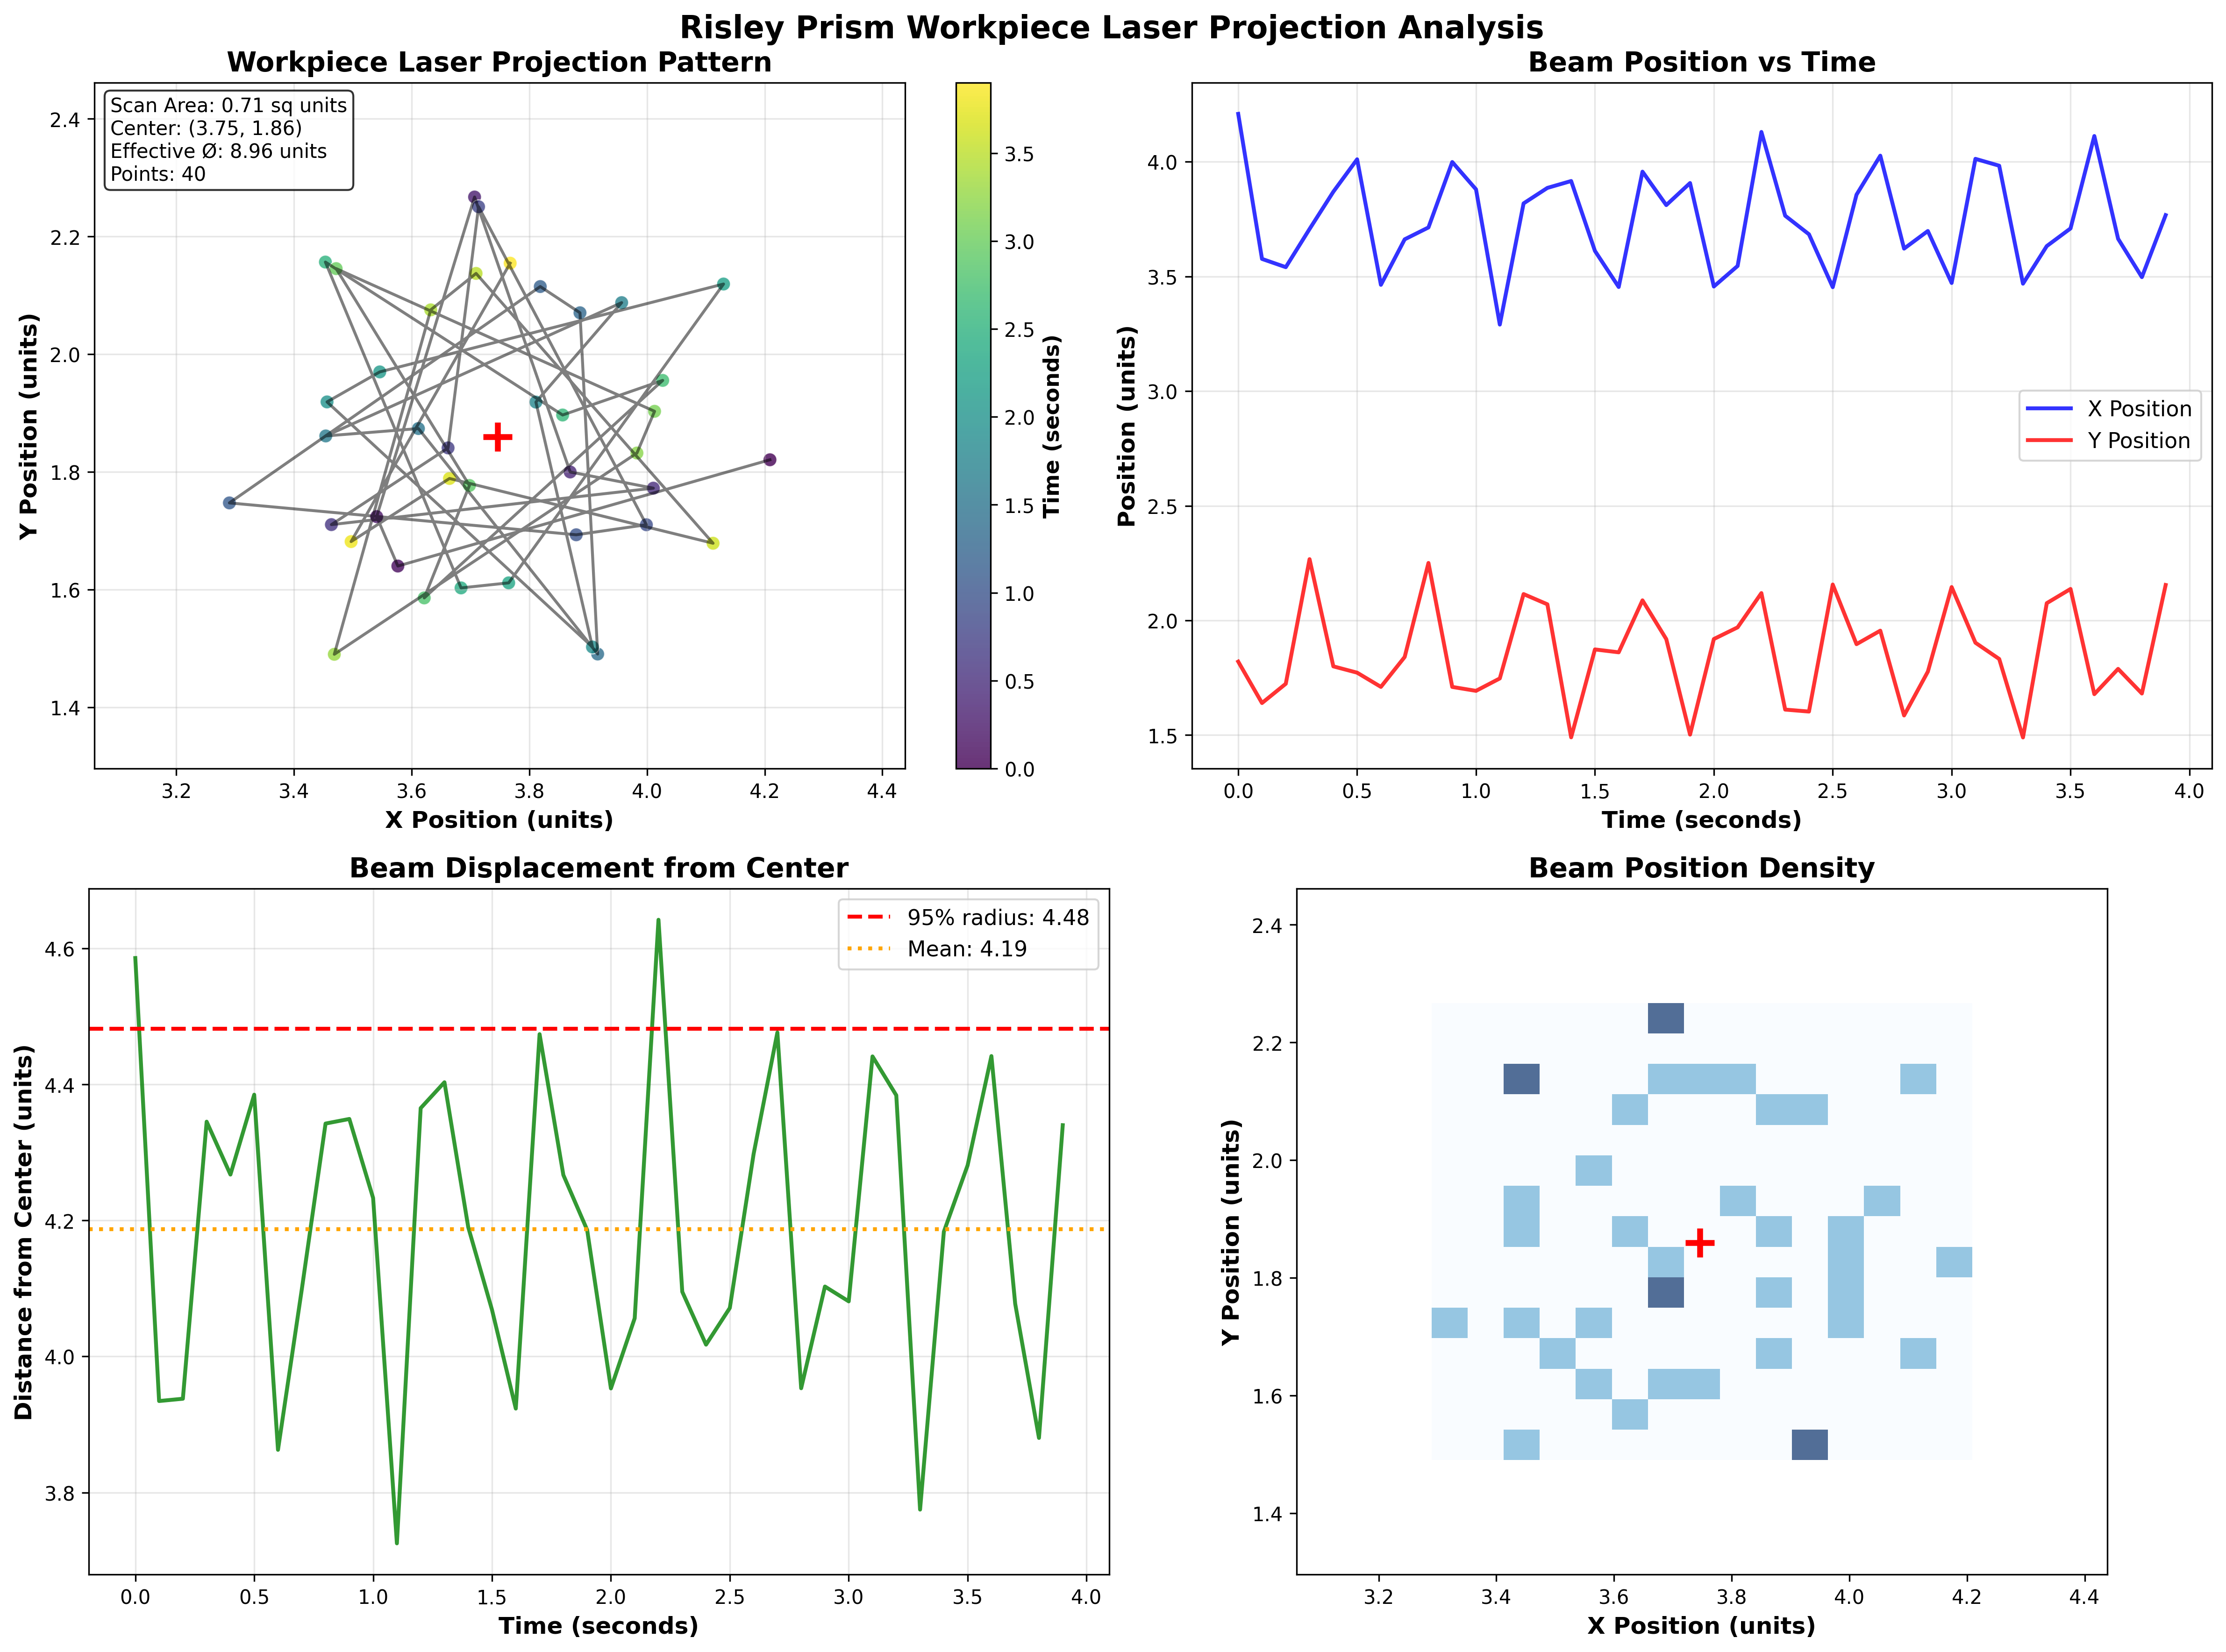 Risley Prism Workpiece Laser Projection Analysis
Workpiece Laser Projection Pattern
Scan Area: 0.71 sq units
Center: (3.75, 1.86)
Effective Ø: 8.96 units
Points: 40
Y Position (units)
2.4
2.2
2.0
1.8
1.6
1.4
3.2 3.4 3.6 3.8 4.0 4.2 4.4
X Position (units)
3.5
3.0
2.5
2.0
1.5
1.0
0.5
0.0
Time (seconds)
Beam Position vs Time
Position (units)
4.0
3.5
3.0
2.5
2.0
1.5
X Position
Y Position
0.0 0.5 1.0 1.5 2.0 2.5 3.0 3.5 4.0
Time (seconds)
Beam Displacement from Center
Distance from Center (units)
4.6
4.4
4.2
4.0
3.8
95% radius: 4.48
Mean: 4.19
0.0 0.5 1.0 1.5 2.0 2.5 3.0 3.5 4.0
Time (seconds)
Beam Position Density
Y Position (units)
2.4
2.2
2.0
1.8
1.6
1.4
3.2 3.4 3.6 3.8 4.0 4.2 4.4
X Position (units)